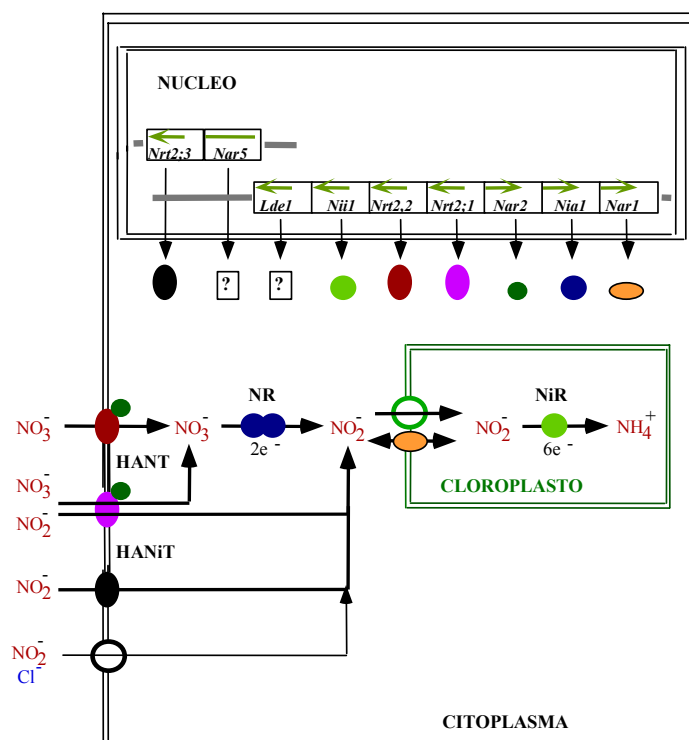 NUCLEO
Nrt2;3 Nar5
Lde1 Nii1 Nrt2,2 Nrt2;1 Nar2 Nia1 Nar1
? ?
NR NiR
NO3- NO3- NO2- NO2- NH4+
2e- 6e-
HANT
NO3-
CLOROPLASTO
NO2-
HANiT
NO2-
NO2-
Cl-
CITOPLASMA